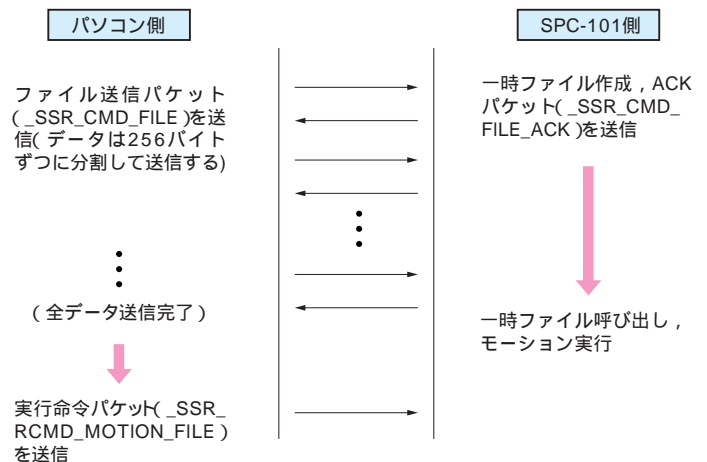 パソコン側
SPC-101側
ファイル送信パケット
(_SSR_CMD_FILE)を送
信(データは256バイト
ずつに分割して送信する)
一時ファイル作成，ACK
パケット(_SSR_CMD_
FILE_ACK)を送信
(全データ送信完了)
一時ファイル呼び出し，
モーション実行
実行命令パケット(_SSR_
RCMD_MOTION_FILE)
を送信